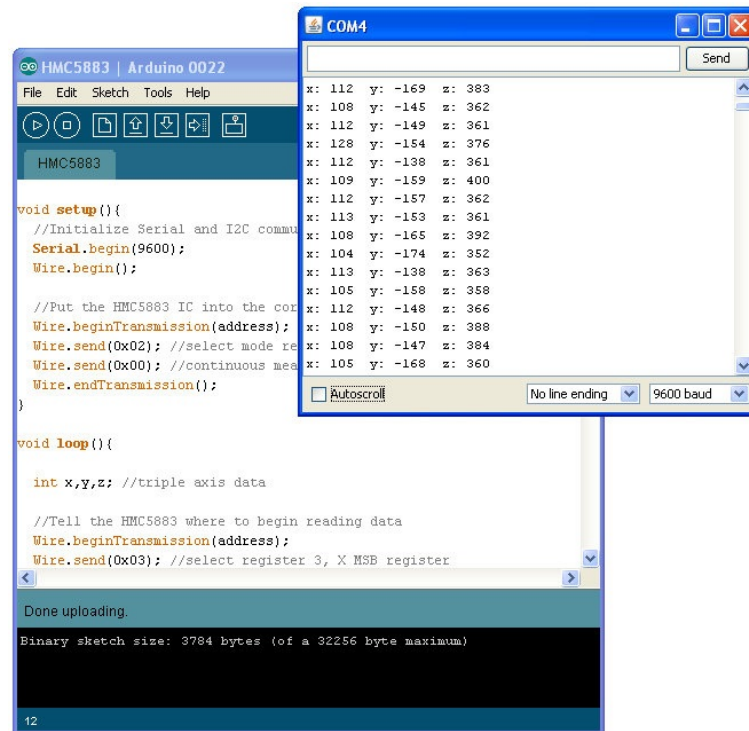 COM4
Send
x: 112  y: -169  z: 383
x: 108  y: -145  z: 362
x: 112  y: -149  z: 361
x: 128  y: -154  z: 376
x: 112  y: -138  z: 361
x: 109  y: -159  z: 400
x: 112  y: -157  z: 362
x: 113  y: -153  z: 361
x: 108  y: -165  z: 392
x: 104  y: -174  z: 352
x: 113  y: -138  z: 363
x: 105  y: -158  z: 358
x: 112  y: -148  z: 366
x: 108  y: -150  z: 388
x: 108  y: -147  z: 384
x: 105  y: -168  z: 360
Autoscroll No line ending 9600 baud
HMC5883 | Arduino 0022
File Edit Sketch Tools Help
HMC5883
void setup(){
//Initialize Serial and I2C commu
Serial.begin(9600);
Wire.begin();
//Put the HMC5883 IC into the cor
Wire.beginTransmission(address);
Wire.send(0x02); //select mode re
Wire.send(0x00); //continuous mea
Wire.endTransmission();
}
void loop(){
int x,y,z; //triple axis data
//Tell the HMC5883 where to begin reading data
Wire.beginTransmission(address);
Wire.send(0x03); //select register 3, X MSB register
Done uploading.
Binary sketch size: 3784 bytes (of a 32256 byte maximum)
12